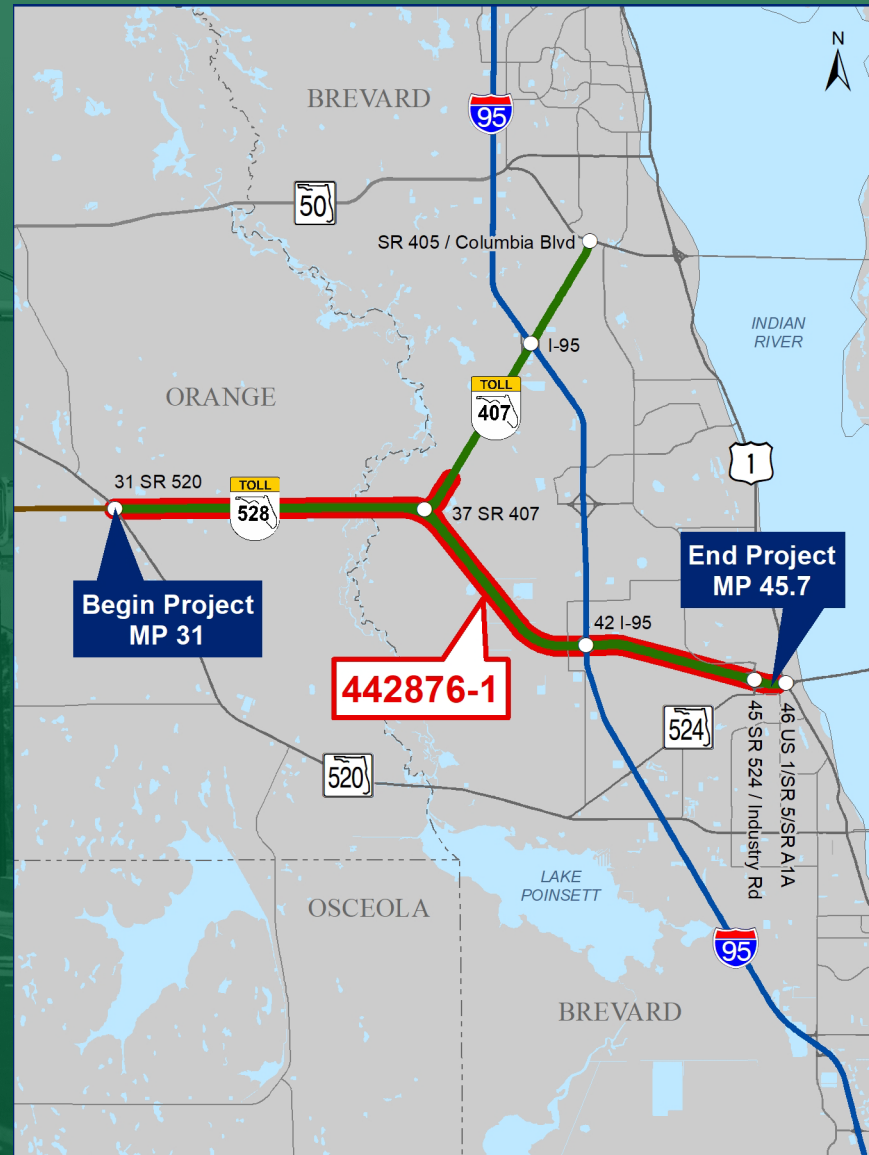 N
BREVARD
95
50
SR 405 / Columbia Blvd
INDIAN
RIVER
I-95
ORANGE
TOLL
407
1
31 SR 520
TOLL
528
37 SR 407
End Project
MP 45.7
Begin Project
MP 31
42 I-95
442876-1
524
45 SR 524 / Industry Rd
46 US 1/SR 5/SR A1A
520
LAKE
POINSETT
OSCEOLA
95
BREVARD